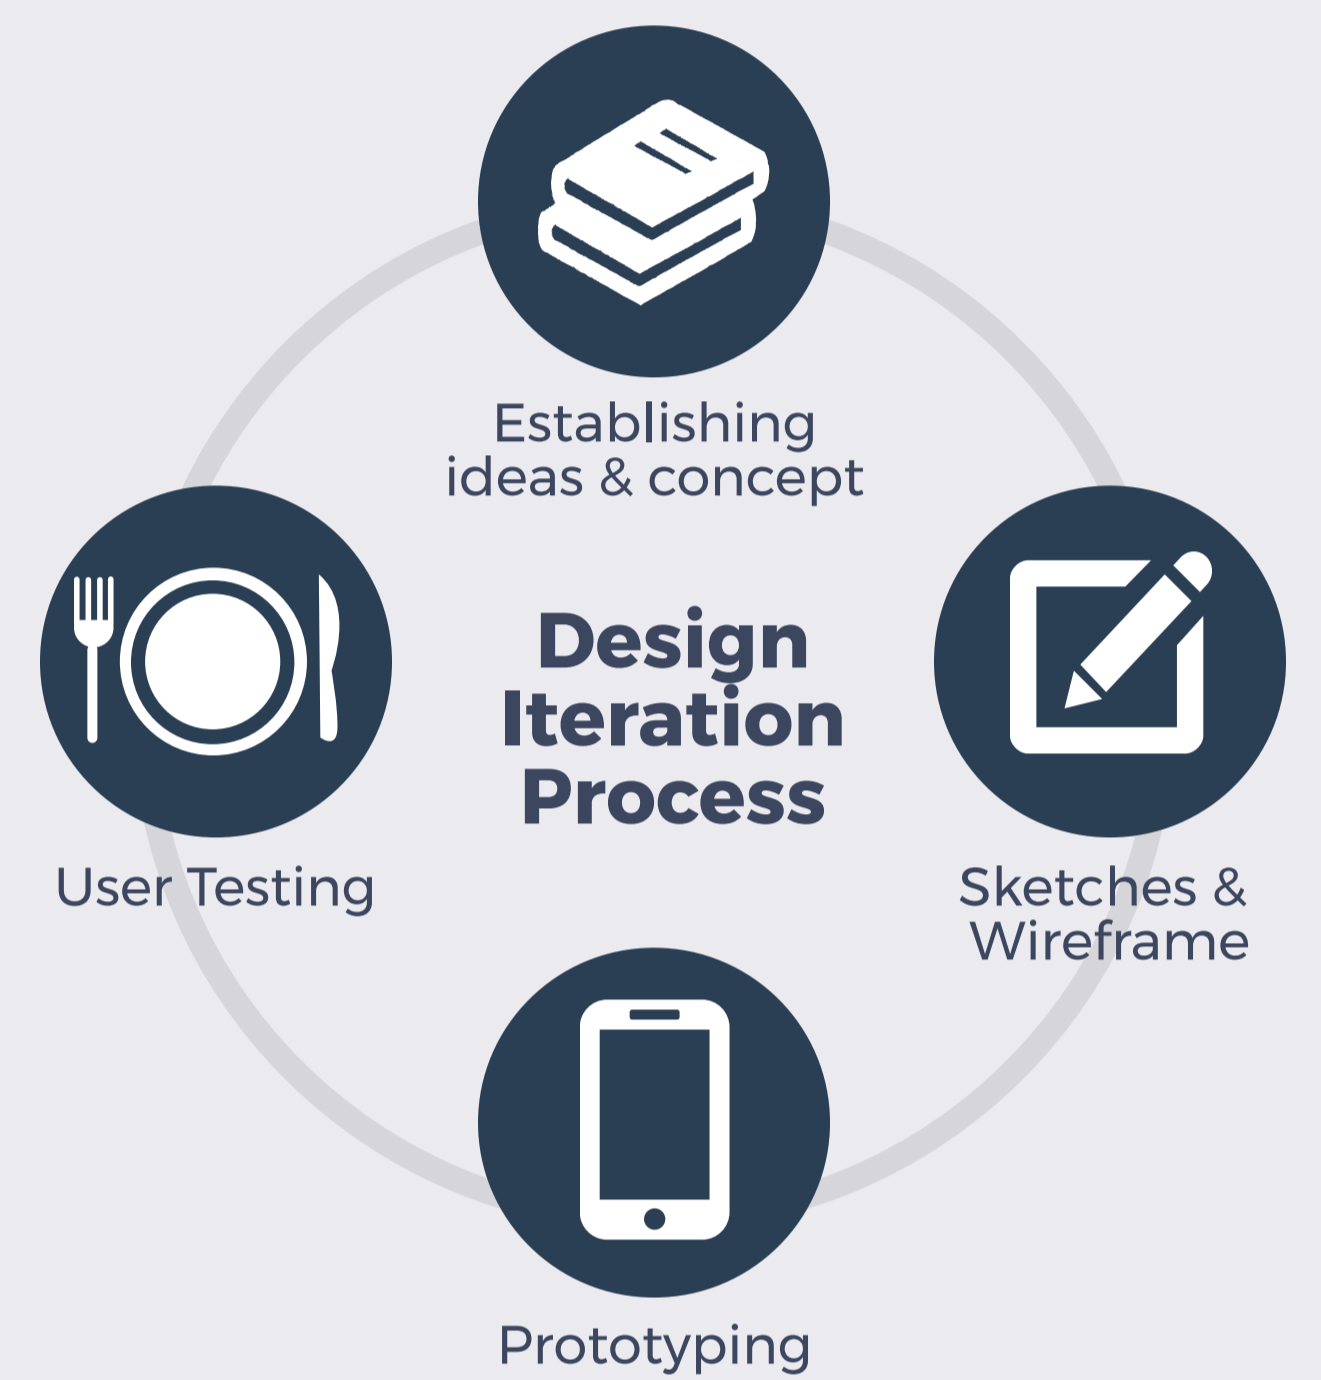 Establishing
ideas & concept
Design
Iteration
Process
User Testing
Sketches &
Wireframe
Prototyping